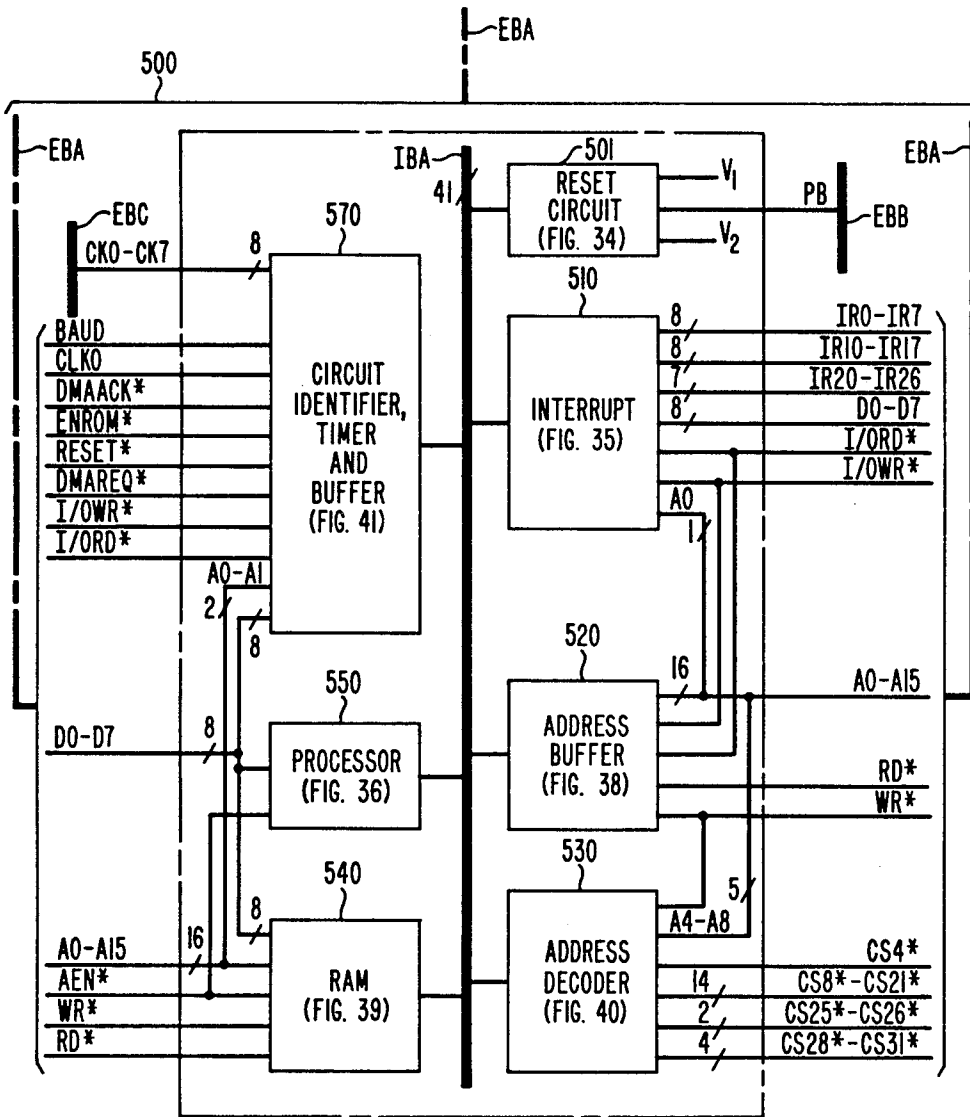 EBA
500
EBA
EBA
EBC
CK0-CK7
8
570
IBA
41
501
RESET
CIRCUIT
(FIG. 34)
V1
PB
V2
EBB
BAUD
CLK0
DMAACK*
ENROM*
RESET*
DMAREQ*
I/OWR*
I/ORD*
A0-A1
2
8
CIRCUIT
IDENTIFIER,
TIMER
AND
BUFFER
(FIG. 41)
510
INTERRUPT
(FIG. 35)
8
IR0-IR7
8
IR10-IR17
7
IR20-IR26
8
D0-D7
I/ORD*
I/OWR*
A0
1
D0-D7
8
550
PROCESSOR
(FIG. 36)
520
ADDRESS
BUFFER
(FIG. 38)
16
A0-A15
RD*
WR*
540
8
RAM
(FIG. 39)
A0-A15
16
AEN*
WR*
RD*
530
ADDRESS
DECODER
(FIG. 40)
5
A4-A8
CS4*
14
CS8*-CS21*
2
CS25*-CS26*
4
CS28*-CS31*